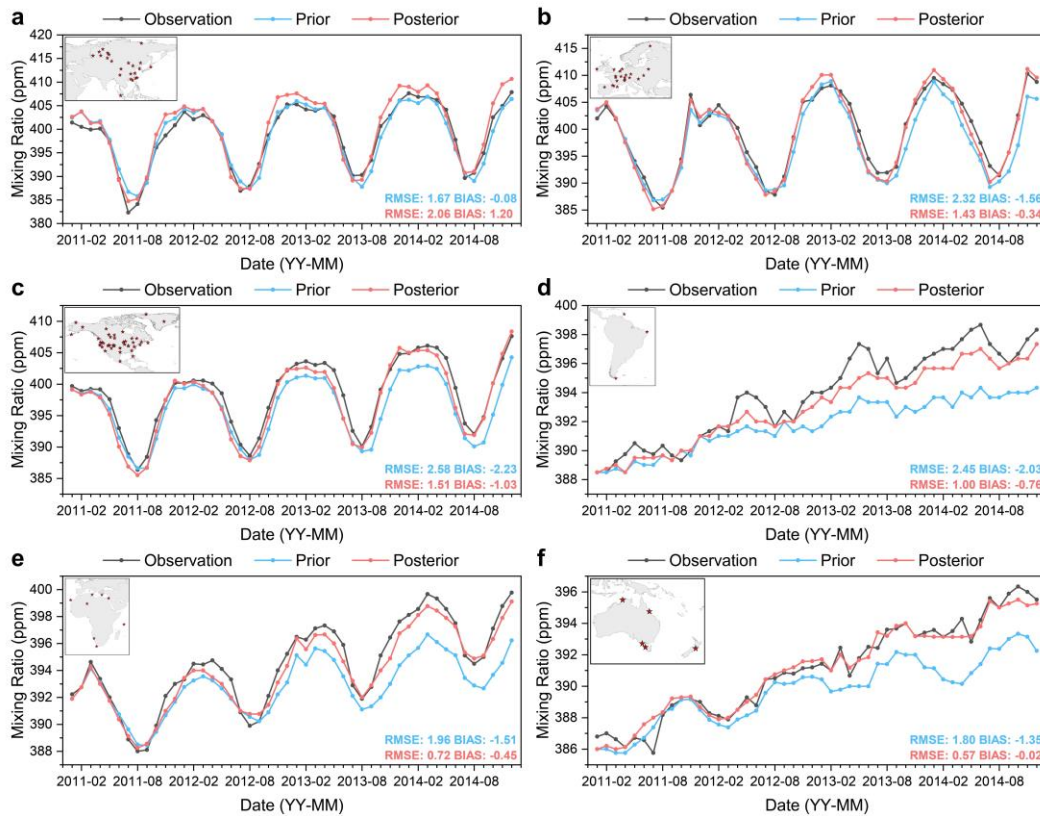 a
Observation Prior Posterior
Mixing Ratio (ppm)
420
415
410
405
400
395
390
385
380
RMSE: 1.67 BIAS: -0.08
RMSE: 2.06 BIAS: 1.20
2011-02 2011-08 2012-02 2012-08 2013-02 2013-08 2014-02 2014-08
Date (YY-MM)
b
Observation Prior Posterior
Mixing Ratio (ppm)
415
410
405
400
395
390
385
RMSE: 2.32 BIAS: -1.56
RMSE: 1.43 BIAS: -0.34
2011-02 2011-08 2012-02 2012-08 2013-02 2013-08 2014-02 2014-08
Date (YY-MM)
c
Observation Prior Posterior
Mixing Ratio (ppm)
410
405
400
395
390
385
RMSE: 2.58 BIAS: -2.23
RMSE: 1.51 BIAS: -1.03
2011-02 2011-08 2012-02 2012-08 2013-02 2013-08 2014-02 2014-08
Date (YY-MM)
d
Observation Prior Posterior
Mixing Ratio (ppm)
400
398
396
394
392
390
388
RMSE: 2.45 BIAS: -2.03
RMSE: 1.00 BIAS: -0.76
2011-02 2011-08 2012-02 2012-08 2013-02 2013-08 2014-02 2014-08
Date (YY-MM)
e
Observation Prior Posterior
Mixing Ratio (ppm)
400
398
396
394
392
390
388
RMSE: 1.96 BIAS: -1.51
RMSE: 0.72 BIAS: -0.45
2011-02 2011-08 2012-02 2012-08 2013-02 2013-08 2014-02 2014-08
Date (YY-MM)
f
Observation Prior Posterior
Mixing Ratio (ppm)
396
394
392
390
388
386
RMSE: 1.80 BIAS: -1.35
RMSE: 0.57 BIAS: -0.02
2011-02 2011-08 2012-02 2012-08 2013-02 2013-08 2014-02 2014-08
Date (YY-MM)